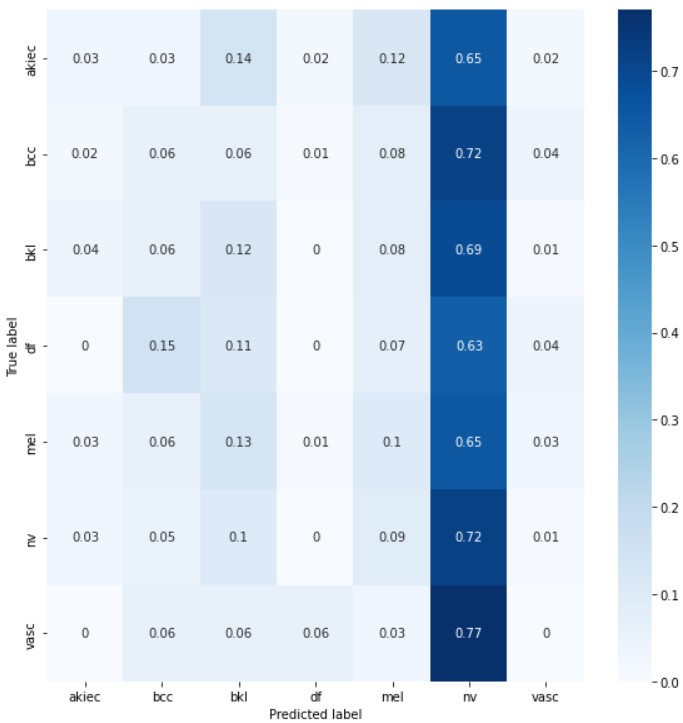 akiec 0.03 0.03 0.14 0.02 0.12 0.65 0.02
bcc 0.02 0.06 0.06 0.01 0.08 0.72 0.04
bkl 0.04 0.06 0.12 0 0.08 0.69 0.01
df 0 0.15 0.11 0 0.07 0.63 0.04
mel 0.03 0.06 0.13 0.01 0.1 0.65 0.03
nv 0.03 0.05 0.1 0 0.09 0.72 0.01
vasc 0 0.06 0.06 0.06 0.03 0.77 0
akiec bcc bkl df mel nv vasc
Predicted label
True label
0.7
0.6
0.5
0.4
0.3
0.2
0.1
0.0